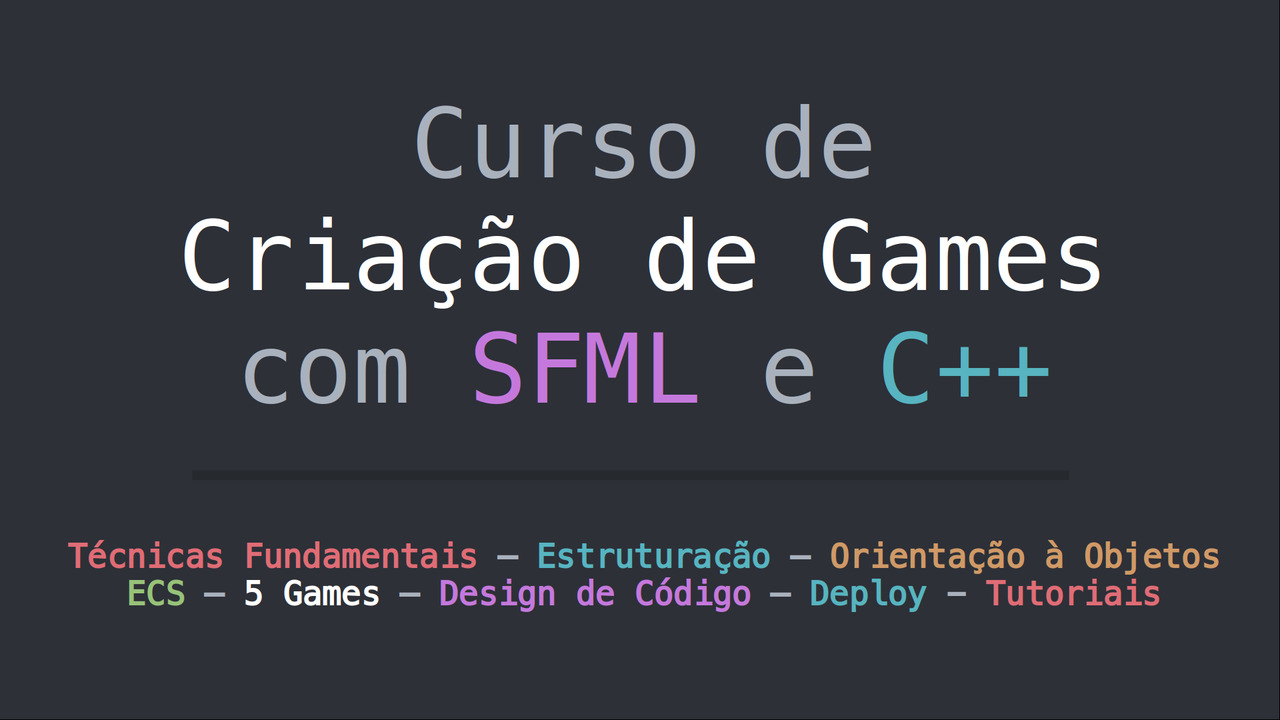 Curso de
Criação de Games
com SFML e C++
Técnicas Fundamentais — Estruturação — Orientação à Objetos
ECS — 5 Games — Design de Código — Deploy – Tutoriais